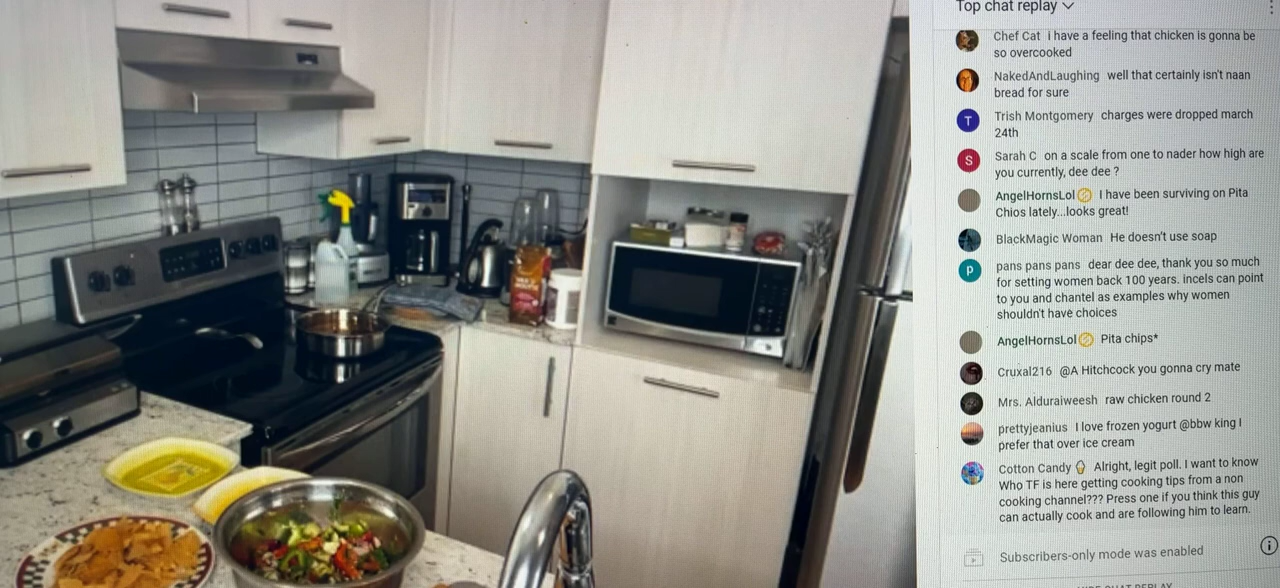 Top chat replay
Chef Cat i have a feeling that chicken is gonna be
so overcooked
NakedAndLaughing well that certainly isn't naan
bread for sure
T
Trish Montgomery charges were dropped march
24th
S
Sarah C on a scale from one to nader how high are
you currently, dee dee ?
AngelHornsLol I have been surviving on Pita
Chios lately...looks great!
BlackMagic Woman He doesn't use soap
p
pans pans pans dear dee dee, thank you so much
for setting women back 100 years. incels can point
to you and chantel as examples why women
shouldn't have choices
AngelHornsLol Pita chips*
Cruxal216 @A Hitchcock you gonna cry mate
Mrs. Alduraiweesh raw chicken round 2
prettyjeanius I love frozen yogurt @bbw king I
prefer that over ice cream
Cotton Candy Alright, legit poll. I want to know
Who TF is here getting cooking tips from a non
cooking channel??? Press one if you think this guy
can actually cook and are following him to learn.
Subscribers-only mode was enabled
HIDE CHAT REPLAY